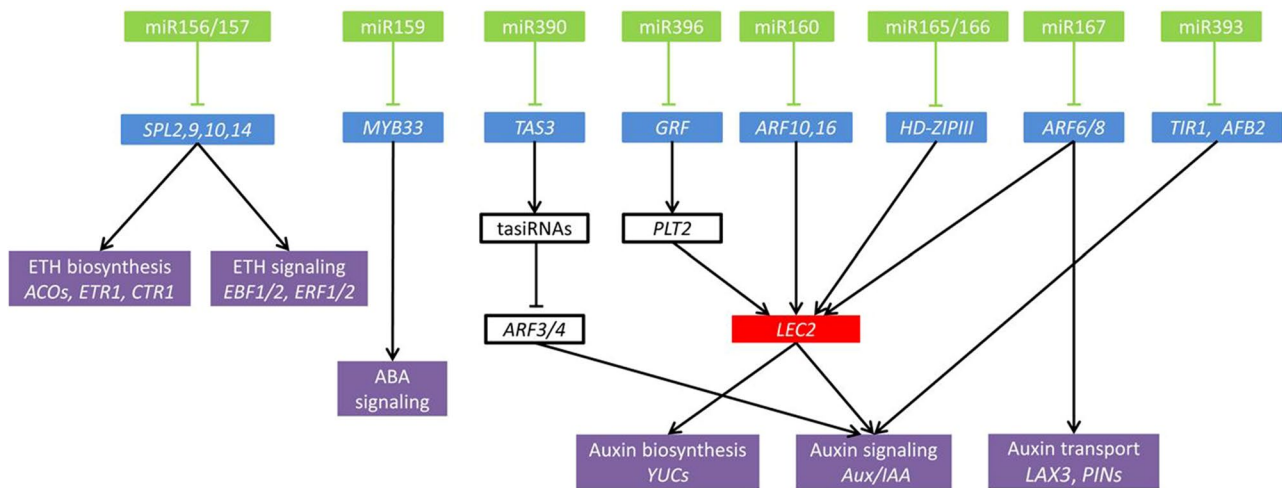 miR156/157
miR159
miR390
miR396
miR160
miR165/166
miR167
miR393
SPL2,9,10,14
MYB33
TAS3
GRF
ARF10,16
HD-ZIPIII
ARF6/8
TIR1, AFB2
tasiRNAs
PLT2
ETH biosynthesis
ACOs, ETR1, CTR1
ETH signaling
EBF1/2, ERF1/2
ARF3/4
LEC2
ABA
signaling
Auxin biosynthesis
YUCs
Auxin signaling
Aux/IAA
Auxin transport
LAX3, PINs